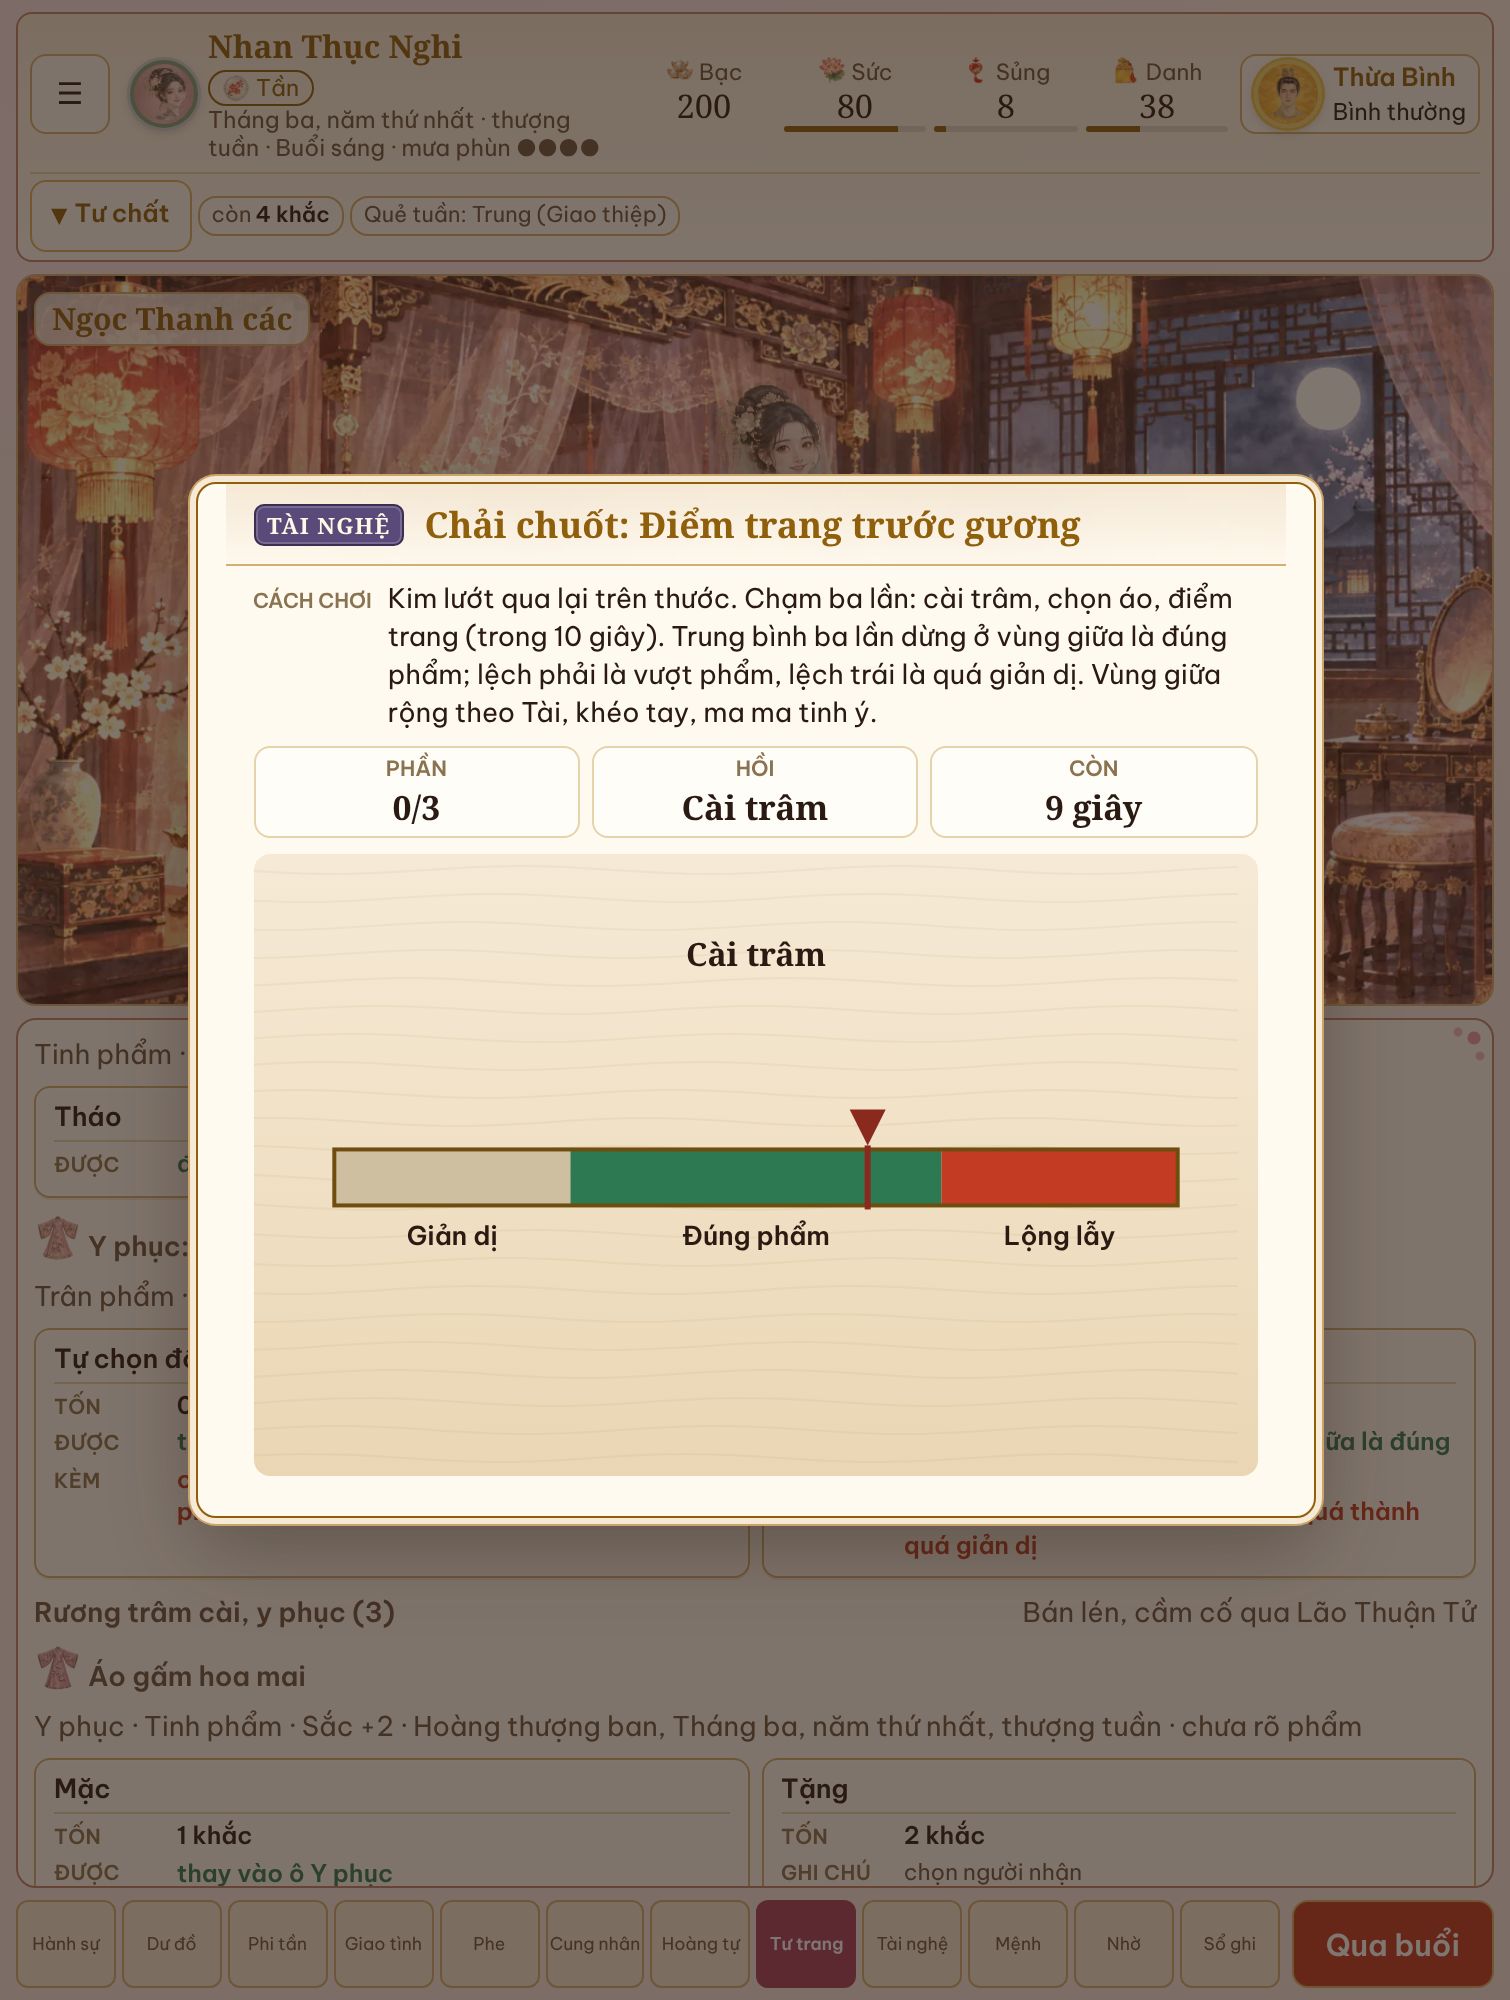 ☰
Nhan Thục Nghi
Tần
Tháng ba, năm thứ nhất · thượng
tuần · Buổi sáng · mưa phùn ●●●●
Bạc
200
Sức
80
Sủng
8
Danh
38
Thừa Bình
Bình thường
▼ Tư chất
còn 4 khắc
Quẻ tuần: Trung (Giao thiệp)
Ngọc Thanh các
TÀI NGHỆ
Chải chuốt: Điểm trang trước gương
CÁCH CHƠI
Kim lướt qua lại trên thước. Chạm ba lần: cài trâm, chọn áo, điểm
trang (trong 10 giây). Trung bình ba lần dừng ở vùng giữa là đúng
phẩm; lệch phải là vượt phẩm, lệch trái là quá giản dị. Vùng giữa
rộng theo Tài, khéo tay, ma ma tinh ý.
PHẦN
0/3
HỒI
Cài trâm
CÒN
9 giây
Cài trâm
Giản dị
Đúng phẩm
Lộng lẫy
Tinh phẩm ·
Tháo
ĐƯỢC
Y phục:
Trân phẩm ·
Tự chọn
TỐN
ĐƯỢC
KÈM
là đúng
thành
quá giản dị
Rương trâm cài, y phục (3)
Bán lén, cầm cố qua Lão Thuận Tử
Áo gấm hoa mai
Y phục · Tinh phẩm · Sắc +2 · Hoàng thượng ban, Tháng ba, năm thứ nhất, thượng tuần · chưa rõ phẩm
Mặc
TỐN
1 khắc
ĐƯỢC
thay vào ô Y phục
Tặng
TỐN
2 khắc
GHI CHÚ
chọn người nhận
Hành sự
Dư đồ
Phi tần
Giao tình
Phe
Cung nhân
Hoàng tự
Tư trang
Tài nghệ
Mệnh
Nhờ
Sổ ghi
Qua buổi